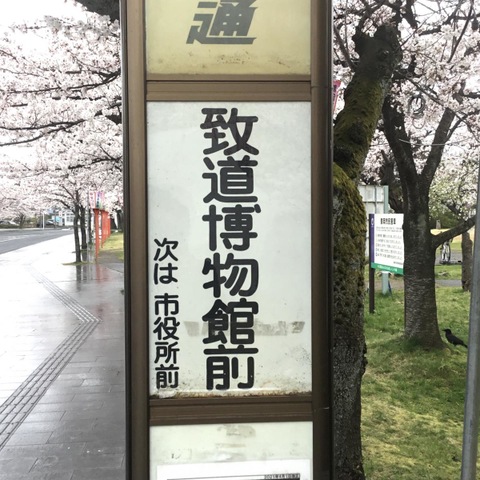 通
致道博物館前
次は 市役所前